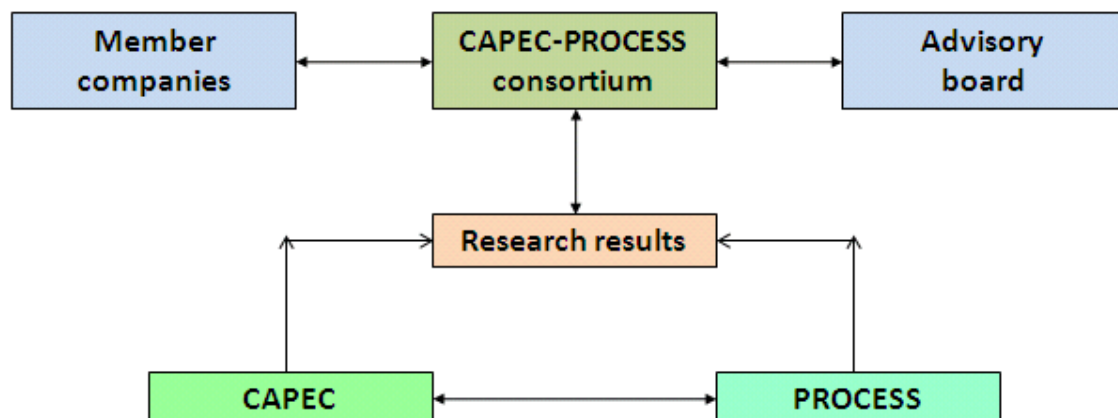 Member
companies
CAPEC-PROCESS
consortium
Advisory
board
Research results
CAPEC
PROCESS